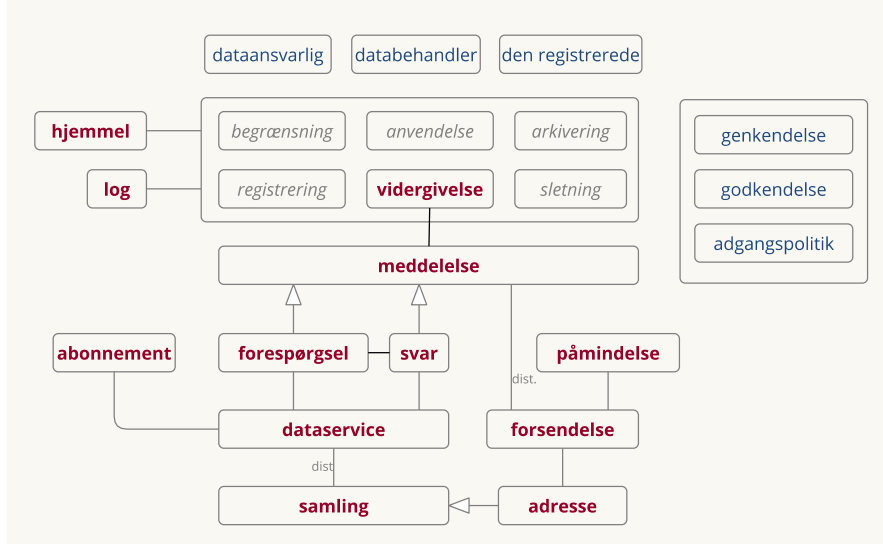 dataansvarlig
databehandler
den registrerede
hjemmel
begrænsning
anvendelse
arkivering
genkendelse
log
registrering
vidergivelse
sletning
godkendelse
adgangspolitik
meddelelse
abonnement
forespørgsel
svar
påmindelse
dist.
dataservice
forsendelse
dist
samling
adresse